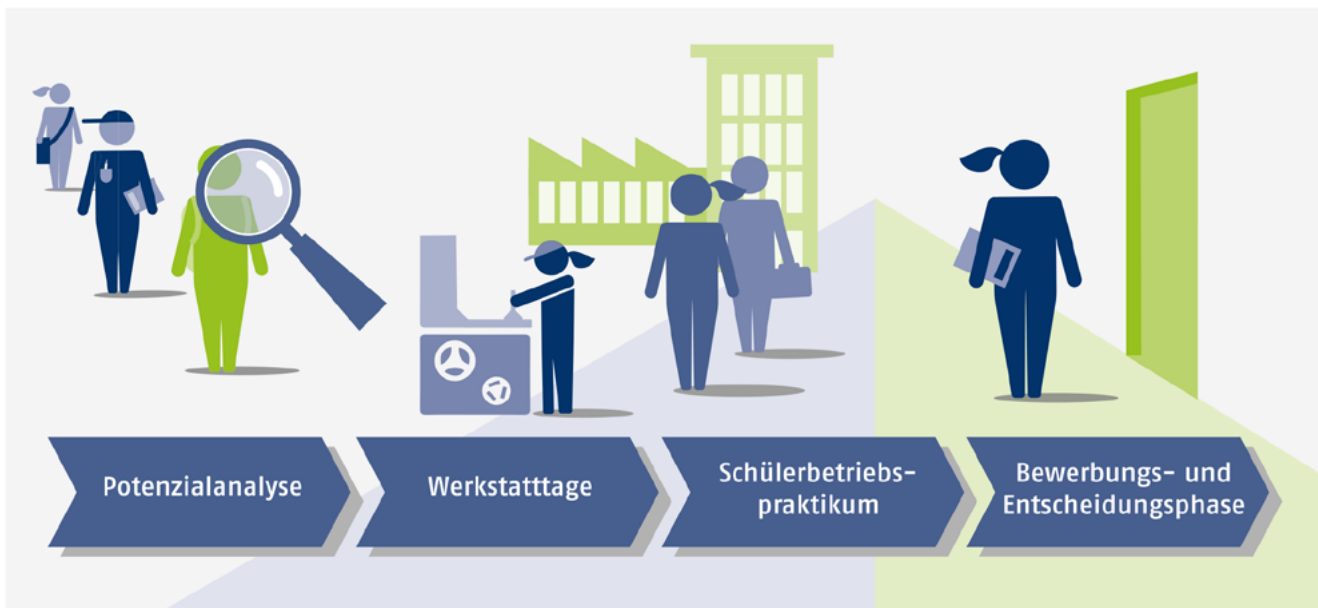 Potenzialanalyse
Werkstatttage
Schülerbetriebs-
praktikum
Bewerbungs- und
Entscheidungsphase